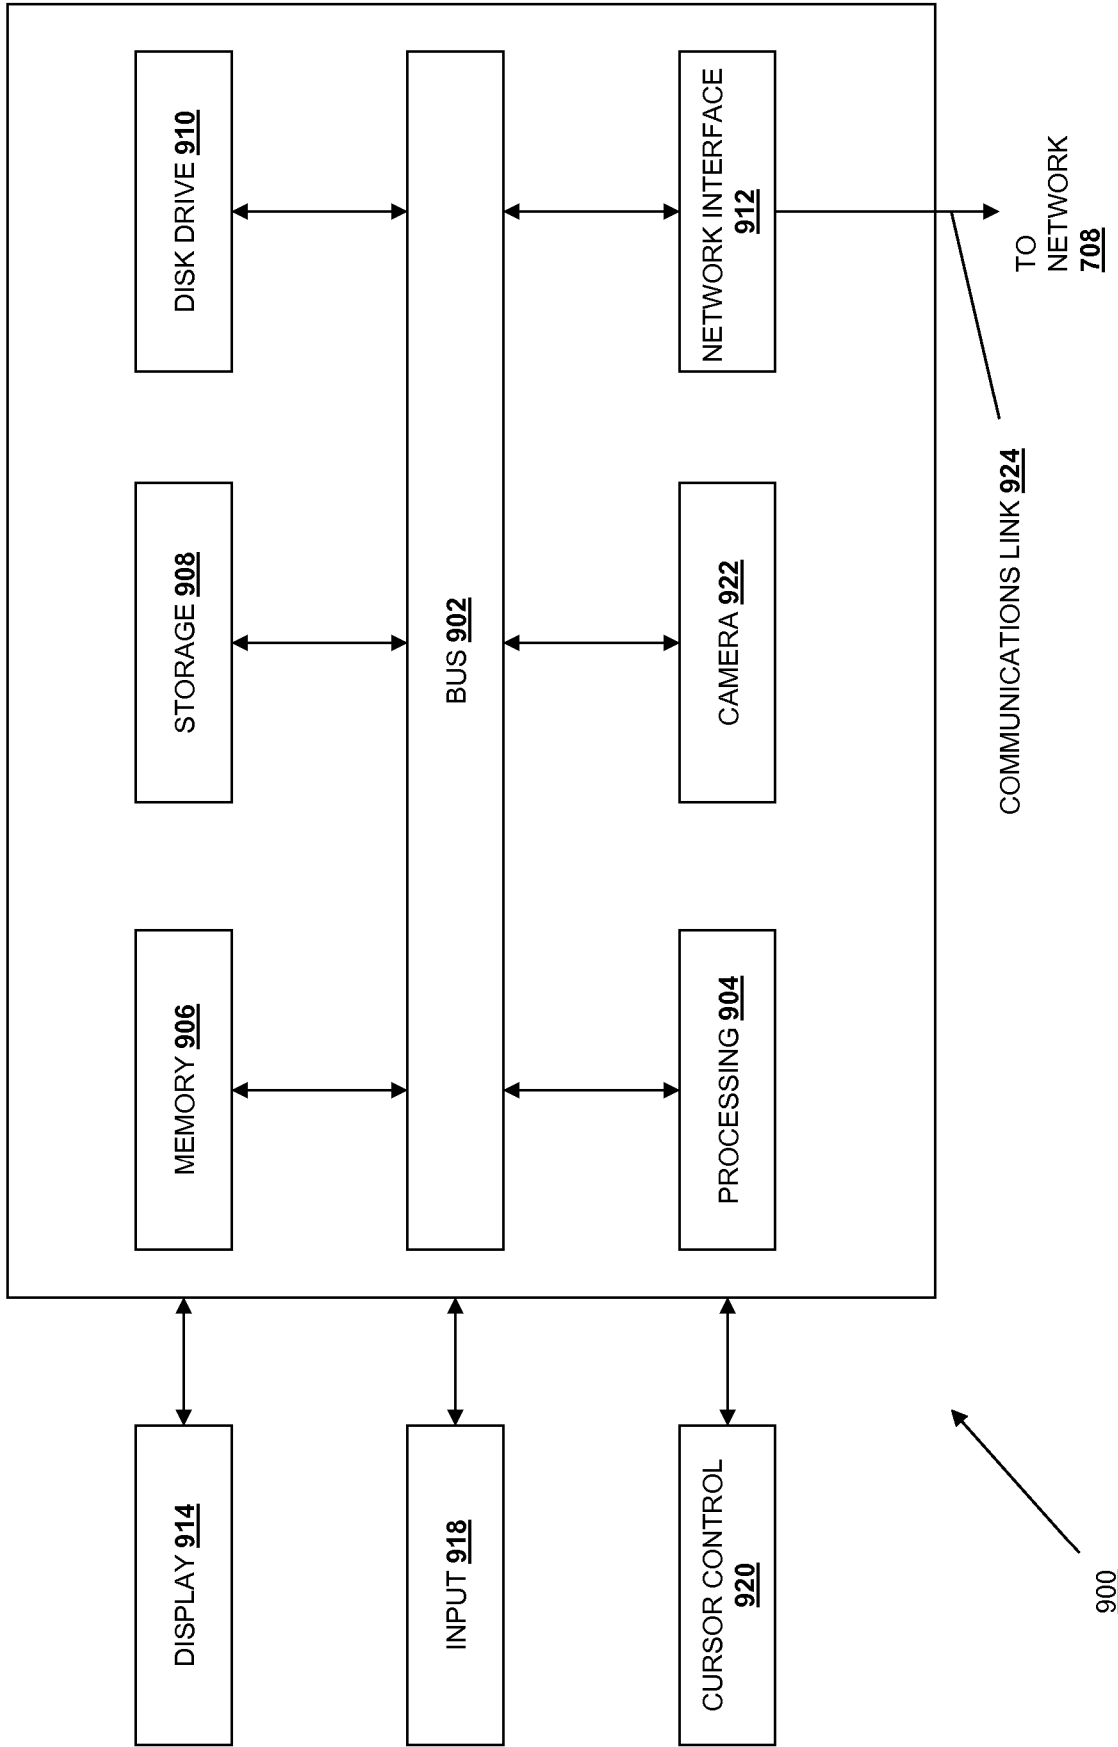 DISPLAY 914
MEMORY 906
STORAGE 908
DISK DRIVE 910
INPUT 918
BUS 902
CURSOR CONTROL
920
PROCESSING 904
CAMERA 922
NETWORK INTERFACE
912
COMMUNICATIONS LINK 924
TO
NETWORK
708
900